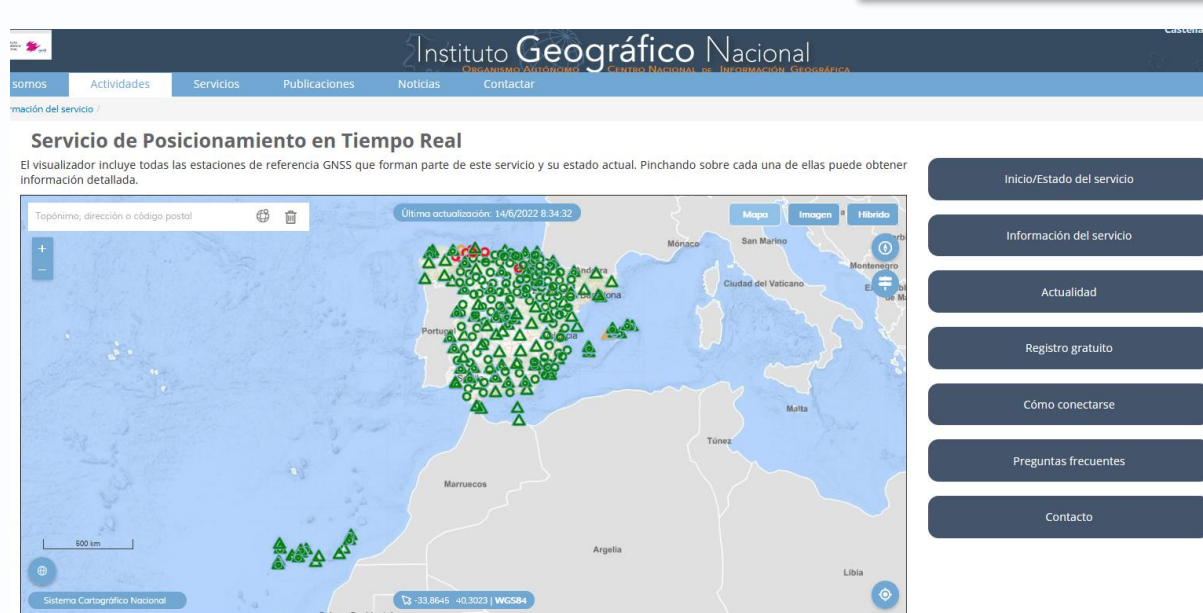 Castella
Instituto Geográfico Nacional
ORGANISMO AUTÓNOMO CENTRO NACIONAL DE INFORMACIÓN GEOGRÁFICA
somos Actividades Servicios Publicaciones Noticias Contactar
rmación del servicio /
Servicio de Posicionamiento en Tiempo Real
El visualizador incluye todas las estaciones de referencia GNSS que forman parte de este servicio y su estado actual. Pinchando sobre cada una de ellas puede obtener
información detallada.
Topónimo, dirección o código postal
Última actualización: 14/6/2022 8:34:32
Mapa Imagen Híbrido
+
−
Mónaco
San Marino
Montenegro
Andorra
Ciudad del Vaticano
Portugal
Malta
Túnez
Marruecos
Argelia
Libia
500 km
Sistema Cartográfico Nacional
-33,8645 40,3023 | WGS84
Inicio/Estado del servicio
Información del servicio
Actualidad
Registro gratuito
Cómo conectarse
Preguntas frecuentes
Contacto